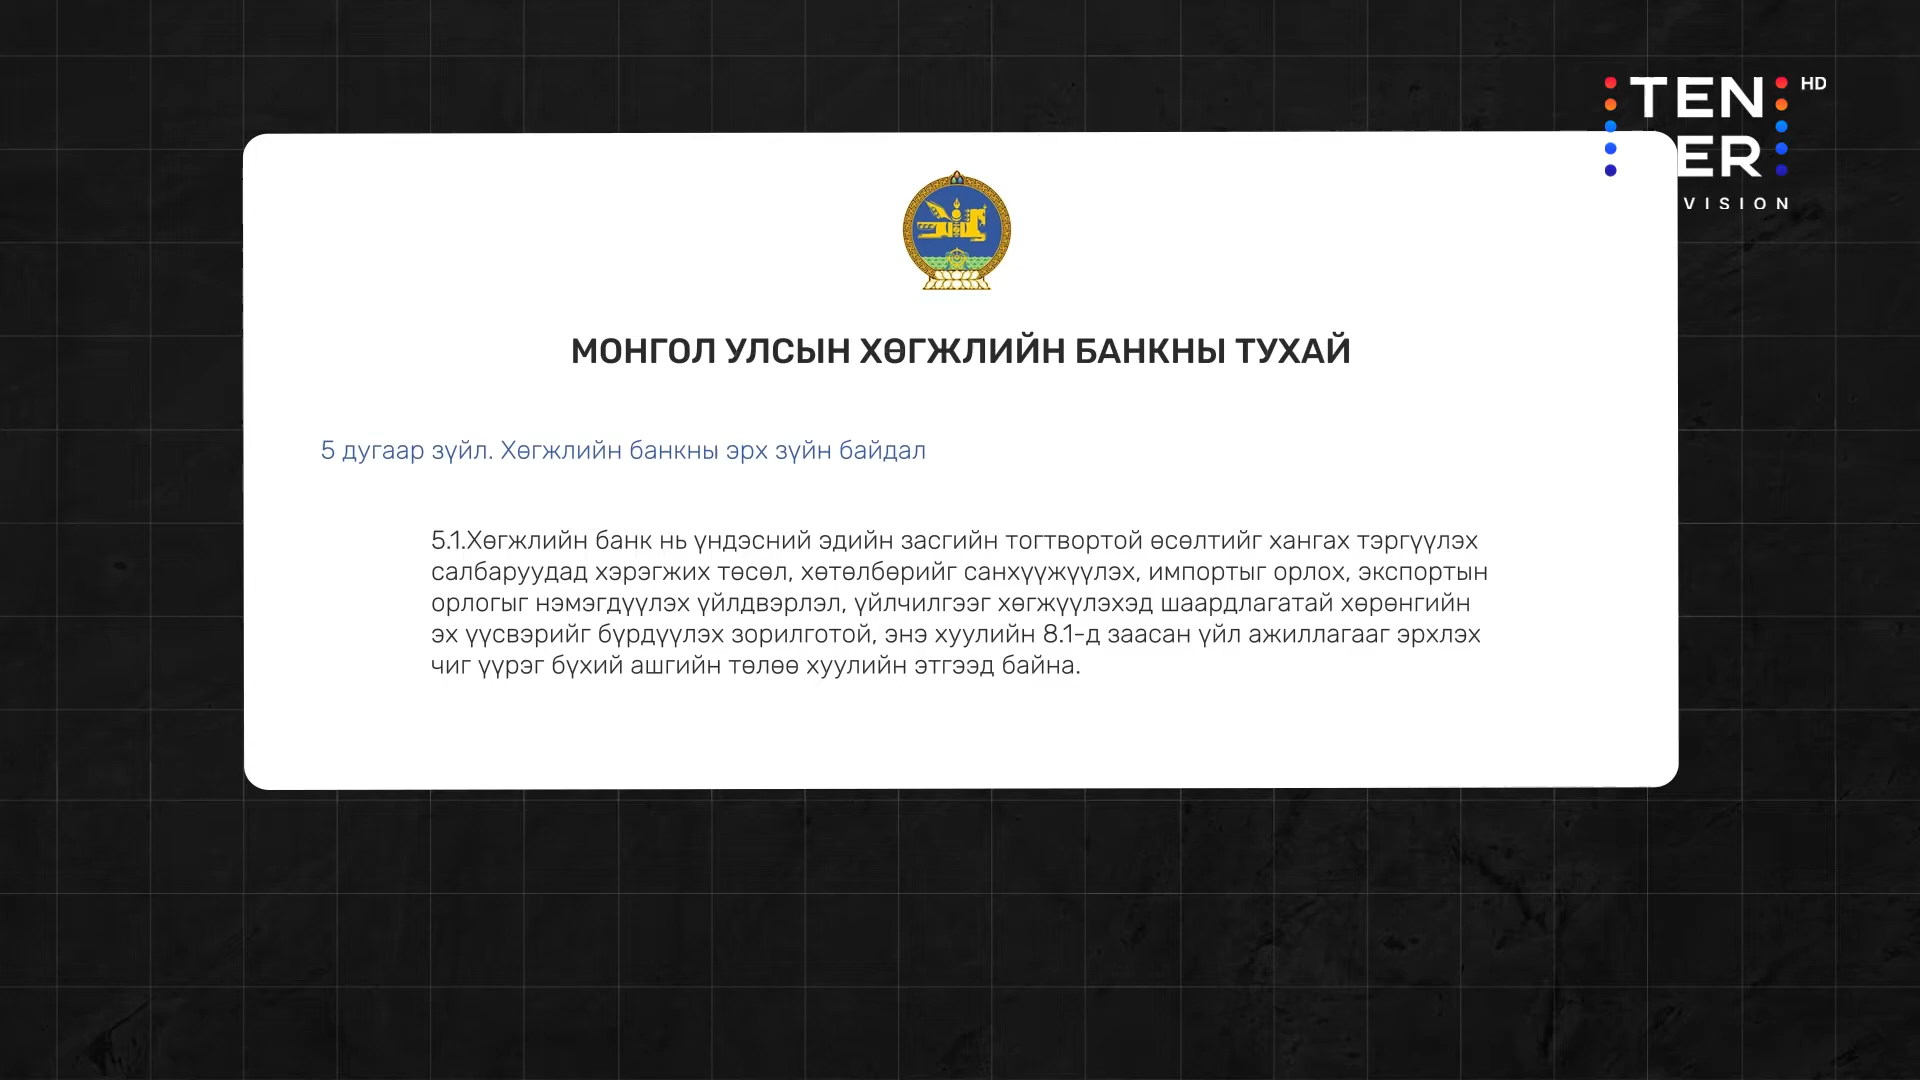 TEN HD
ER
VISION
МОНГОЛ УЛСЫН ХӨГЖЛИЙН БАНКНЫ ТУХАЙ
5 дугаар зүйл. Хөгжлийн банкны эрх зүйн байдал
5.1.Хөгжлийн банк нь үндэсний эдийн засгийн тогтвортой өсөлтийг хангах тэргүүлэх
салбаруудад хэрэгжих төсөл, хөтөлбөрийг санхүүжүүлэх, импортыг орлох, экспортын
орлогыг нэмэгдүүлэх үйлдвэрлэл, үйлчилгээг хөгжүүлэхэд шаардлагатай хөрөнгийн
эх үүсвэрийг бүрдүүлэх зорилготой, энэ хуулийн 8.1-д заасан үйл ажиллагааг эрхлэх
чиг үүрэг бүхий ашгийн төлөө хуулийн этгээд байна.